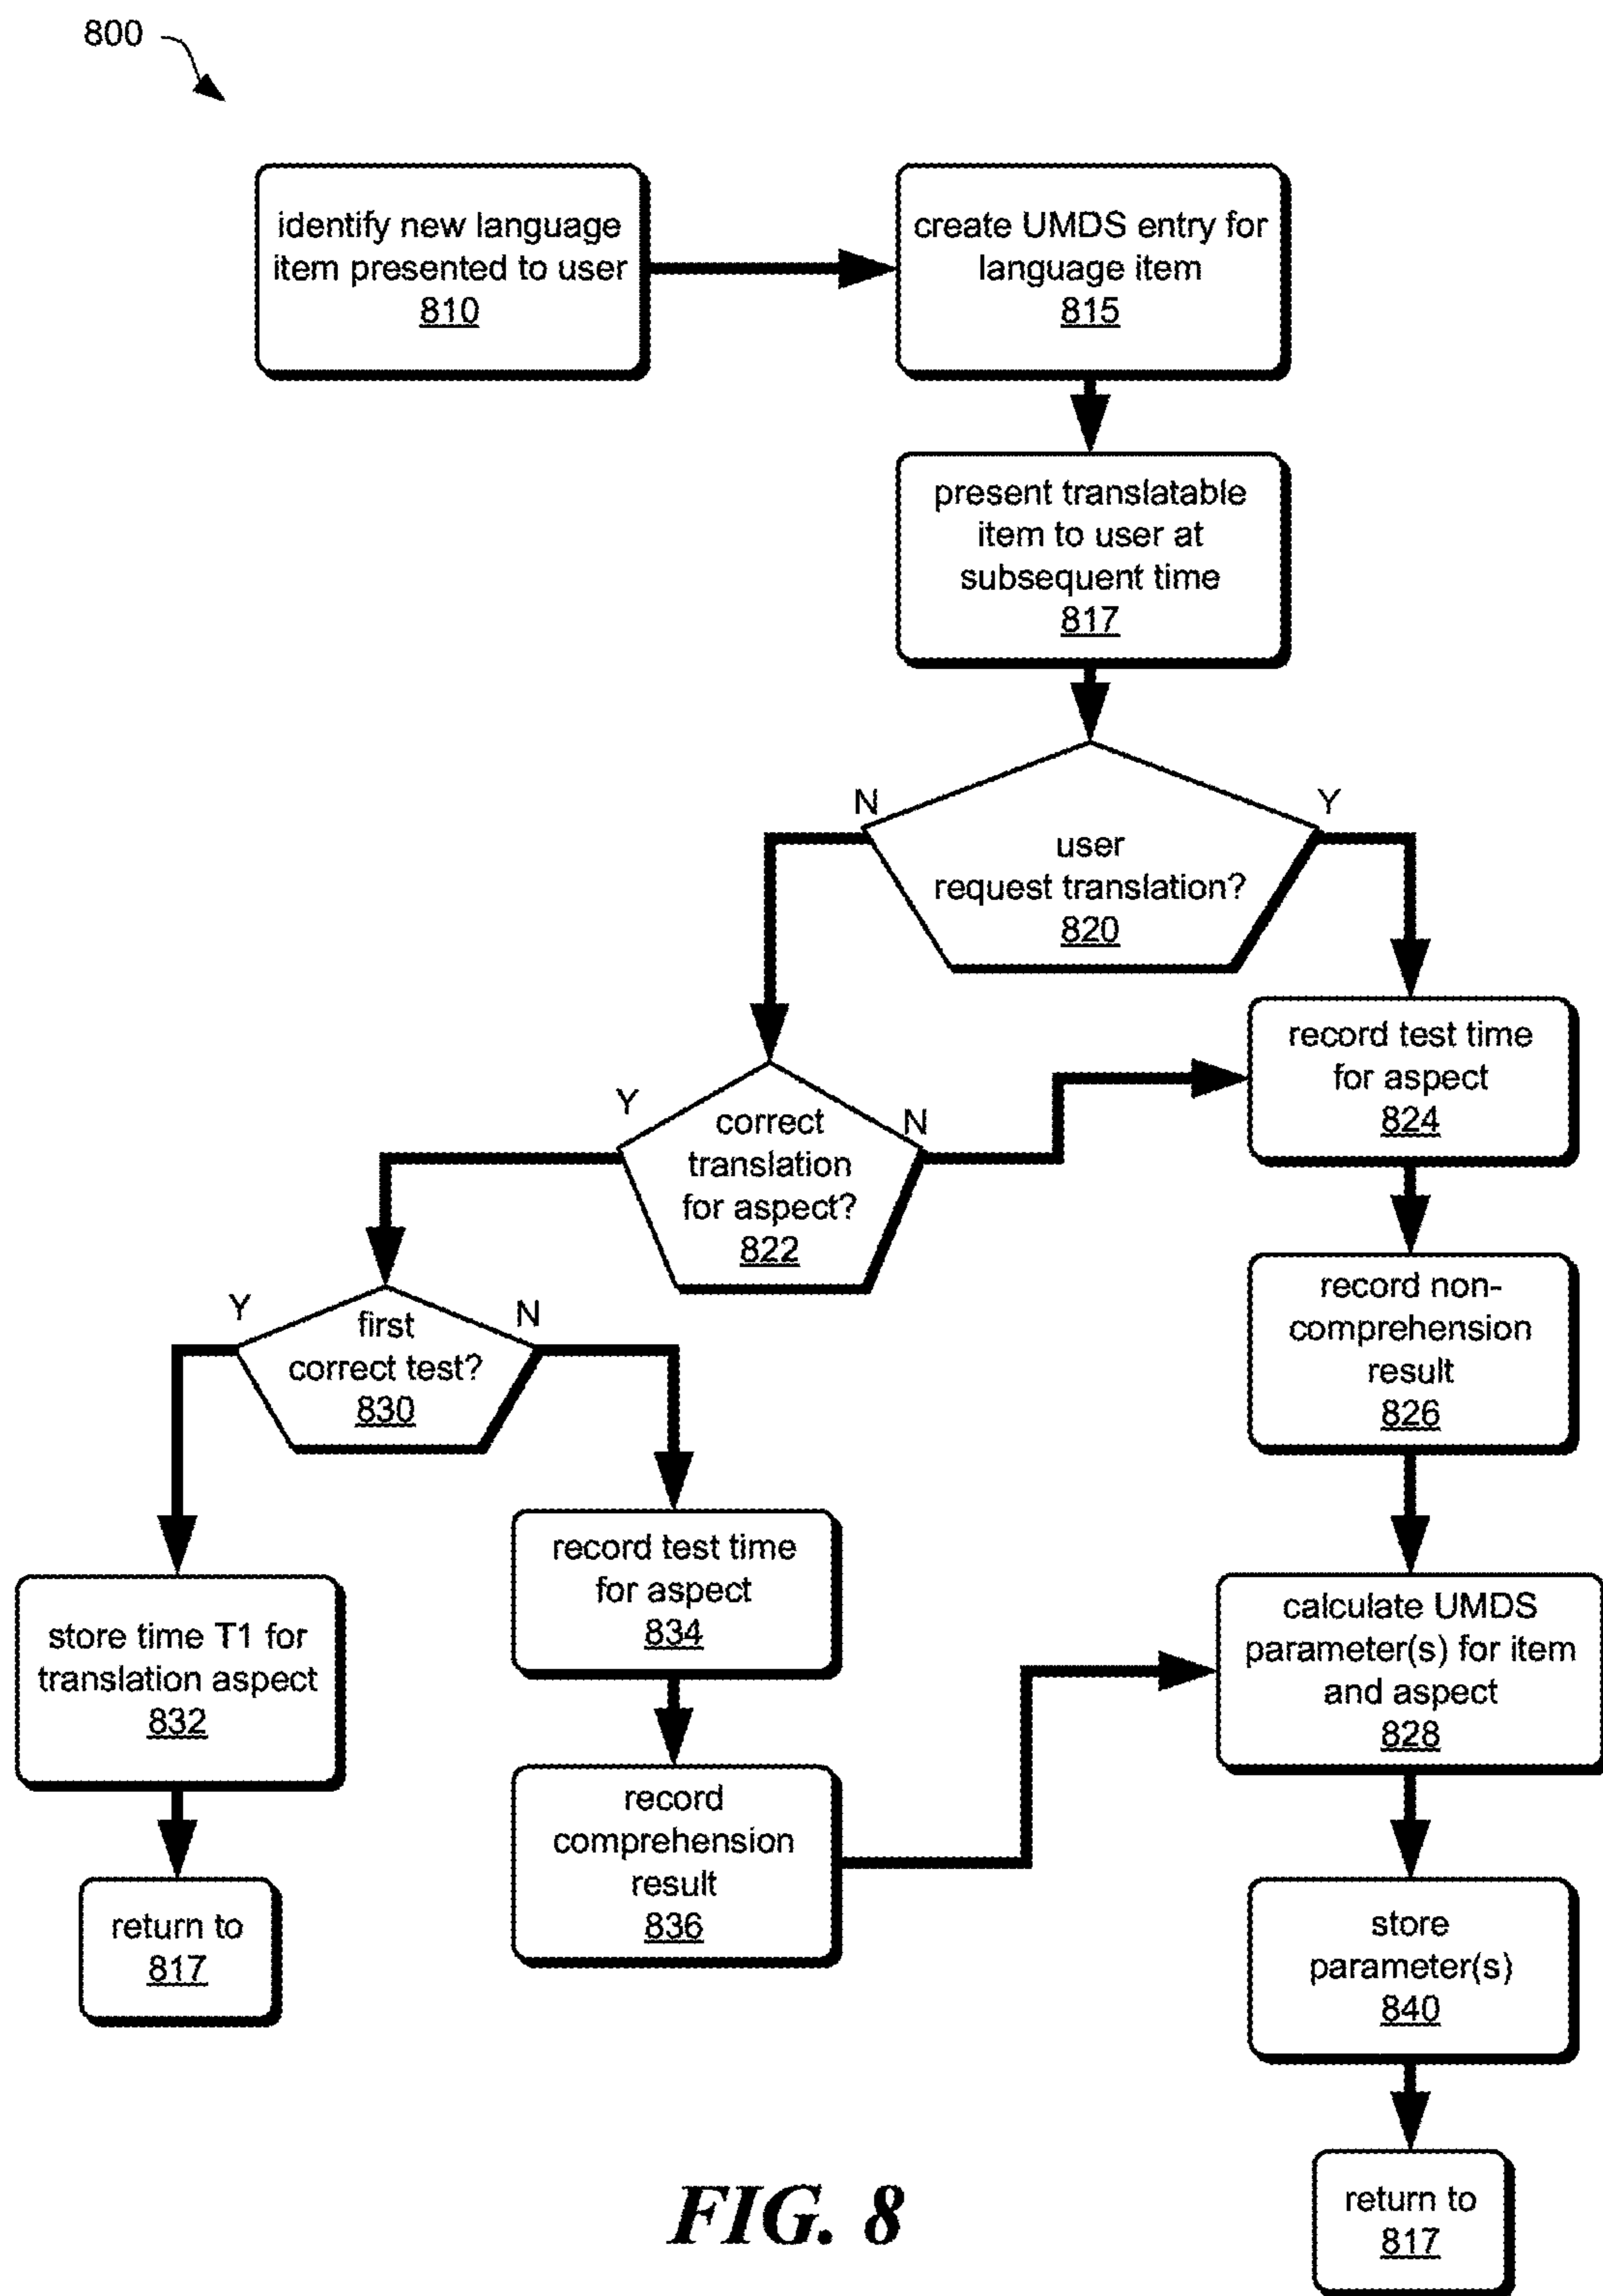 800
identify new language
item presented to user
810
create UMDS entry for
language item
815
present translatable
item to user at
subsequent time
817
N
Y
user
request translation?
820
record test time
for aspect
824
Y
N
correct
translation
for aspect?
822
record non-
comprehension
result
826
Y
N
first
correct test?
830
record test time
for aspect
834
store time T1 for
translation aspect
832
calculate UMDS
parameter(s) for item
and aspect
828
record
comprehension
result
836
return to
817
store
parameter(s)
840
return to
817
FIG. 8